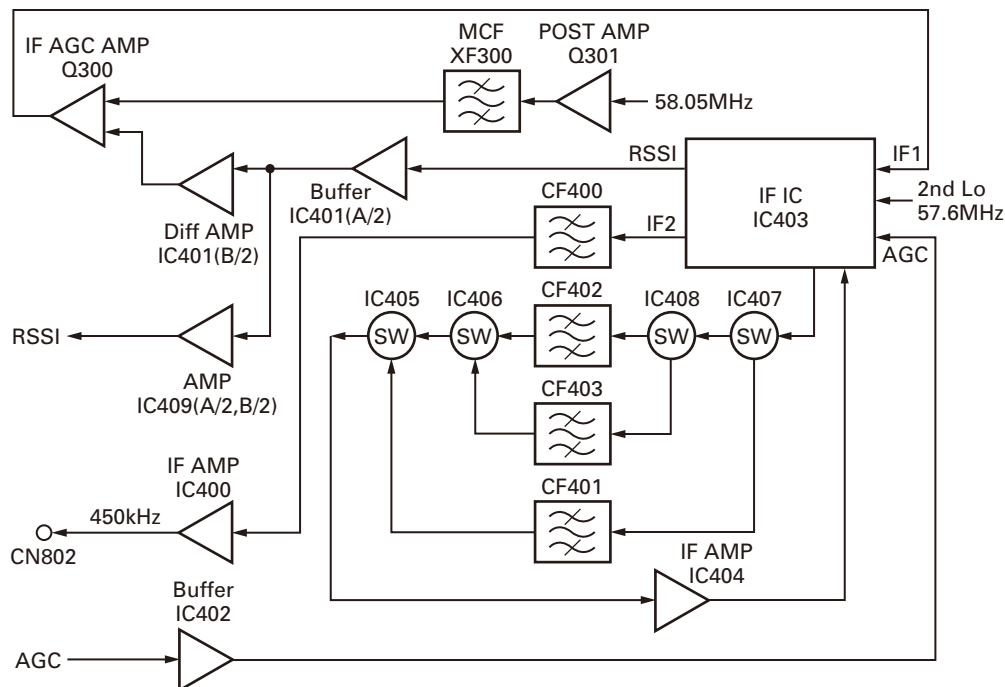 IF AGC AMP
Q300
MCF
XF300
POST AMP
Q301
58.05MHz
RSSI
IF1
Buffer
IC401(A/2)
CF400
IF IC
IC403
2nd Lo
57.6MHz
Diff AMP
IC401(B/2)
IF2
AGC
IC405
IC406
CF402
IC408
IC407
RSSI
SW
SW
SW
SW
AMP
IC409(A/2,B/2)
CF403
IF AMP
IC400
CF401
450kHz
CN802
IF AMP
IC404
Buffer
IC402
AGC